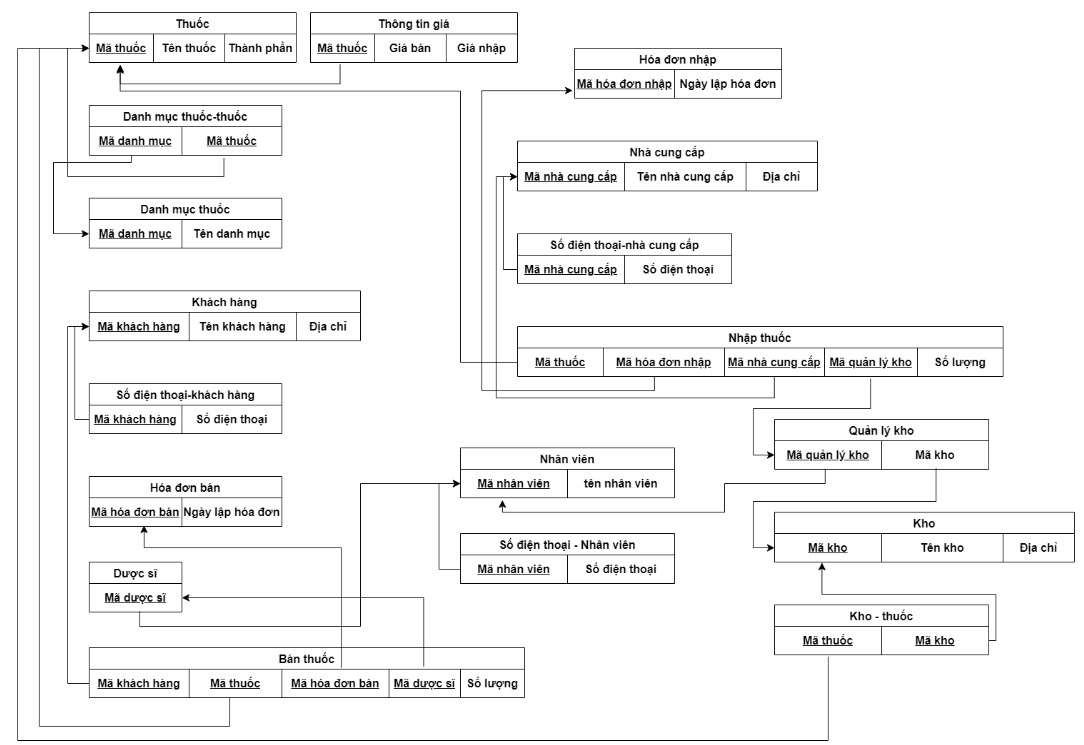 Thuốc
Mã thuốc Tên thuốc Thành phần
Thông tin giá
Mã thuốc Giá bán Giá nhập
Hóa đơn nhập
Mã hóa đơn nhập Ngày lập hóa đơn
Danh mục thuốc-thuốc
Mã danh mục Mã thuốc
Nhà cung cấp
Mã nhà cung cấp Tên nhà cung cấp Địa chỉ
Danh mục thuốc
Mã danh mục Tên danh mục
Số điện thoại-nhà cung cấp
Mã nhà cung cấp Số điện thoại
Khách hàng
Mã khách hàng Tên khách hàng Địa chỉ
Nhập thuốc
Mã thuốc Mã hóa đơn nhập Mã nhà cung cấp Mã quản lý kho Số lượng
Số điện thoại-khách hàng
Mã khách hàng Số điện thoại
Quản lý kho
Mã quản lý kho Mã kho
Nhân viên
Mã nhân viên tên nhân viên
Hóa đơn bán
Mã hóa đơn bán Ngày lập hóa đơn
Kho
Mã kho Tên kho Địa chỉ
Số điện thoại - Nhân viên
Mã nhân viên Số điện thoại
Dược sĩ
Mã dược sĩ
Kho - thuốc
Mã thuốc Mã kho
Bán thuốc
Mã khách hàng Mã thuốc Mã hóa đơn bán Mã dược sĩ Số lượng